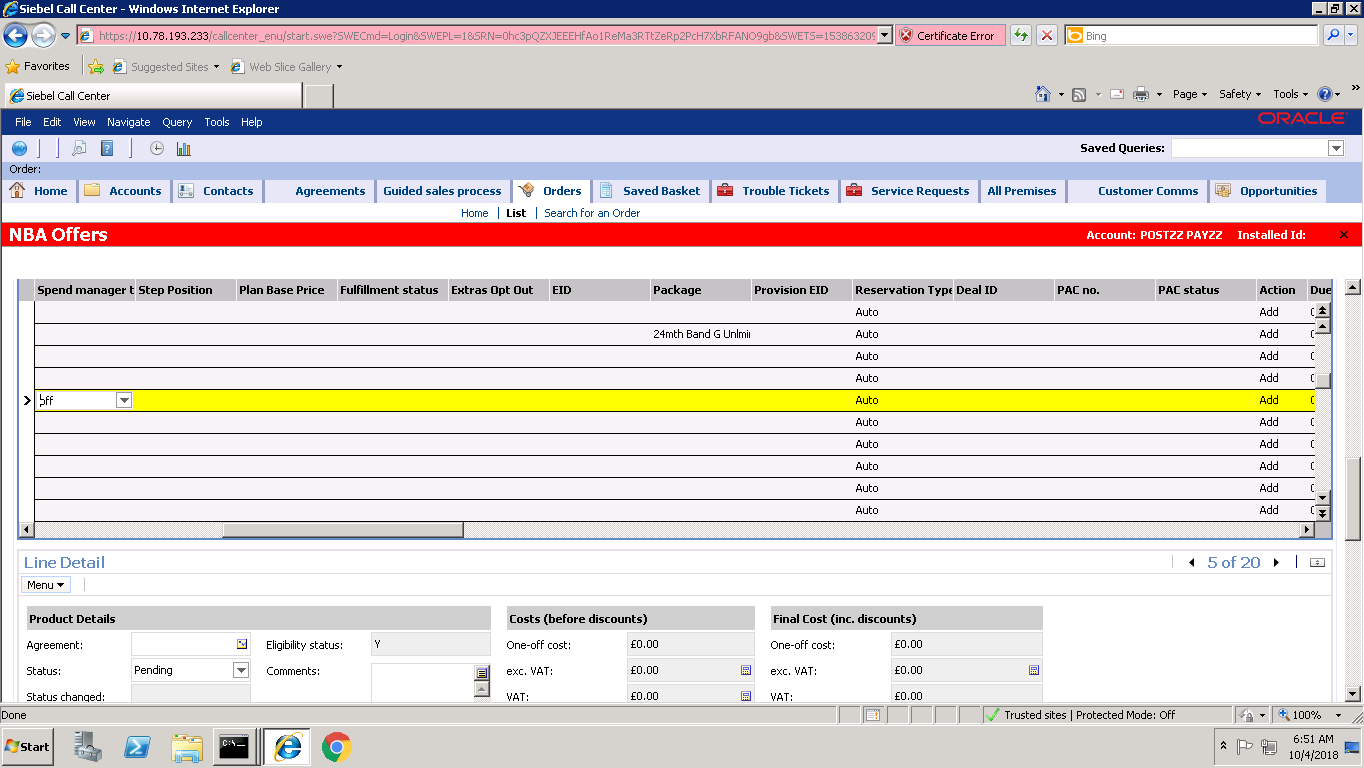 Siebel Call Center - Windows Internet Explorer
https://10.78.193.233/callcenter_enu/start.swe?SWECmd=Login&SWEPL=1&SRN=0hc3pQZXJEEEHfAo1ReMa3RTtZeRp2PcH7XbRFANO9gb&SWETS=153863209 Certificate Error Bing
Favorites Suggested Sites Web Slice Gallery
Siebel Call Center Page Safety Tools
File Edit View Navigate Query Tools Help ORACLE
Saved Queries:
Order:
Home Accounts Contacts Agreements Guided sales process Orders Saved Basket Trouble Tickets Service Requests All Premises Customer Comms Opportunities
Home | List | Search for an Order
NBA Offers Account: POSTZZ PAYZZ Installed Id:
Spend manager t Step Position Plan Base Price Fulfillment status Extras Opt Out EID Package Provision EID Reservation Type Deal ID PAC no. PAC status Action Due
Auto Add
24mth Band G Unlmi Auto Add
Auto Add
Auto Add
Off Auto Add
Auto Add
Auto Add
Auto Add
Auto Add
Auto Add
Line Detail 5 of 20
Menu
Product Details Costs (before discounts) Final Cost (inc. discounts)
Agreement: Eligibility status: Y One-off cost: £0.00 One-off cost: £0.00
Status: Pending Comments: exc. VAT: £0.00 exc. VAT: £0.00
Status changed: VAT: £0.00 VAT: £0.00
Done Trusted sites | Protected Mode: Off 100%
Start 6:51 AM
10/4/2018